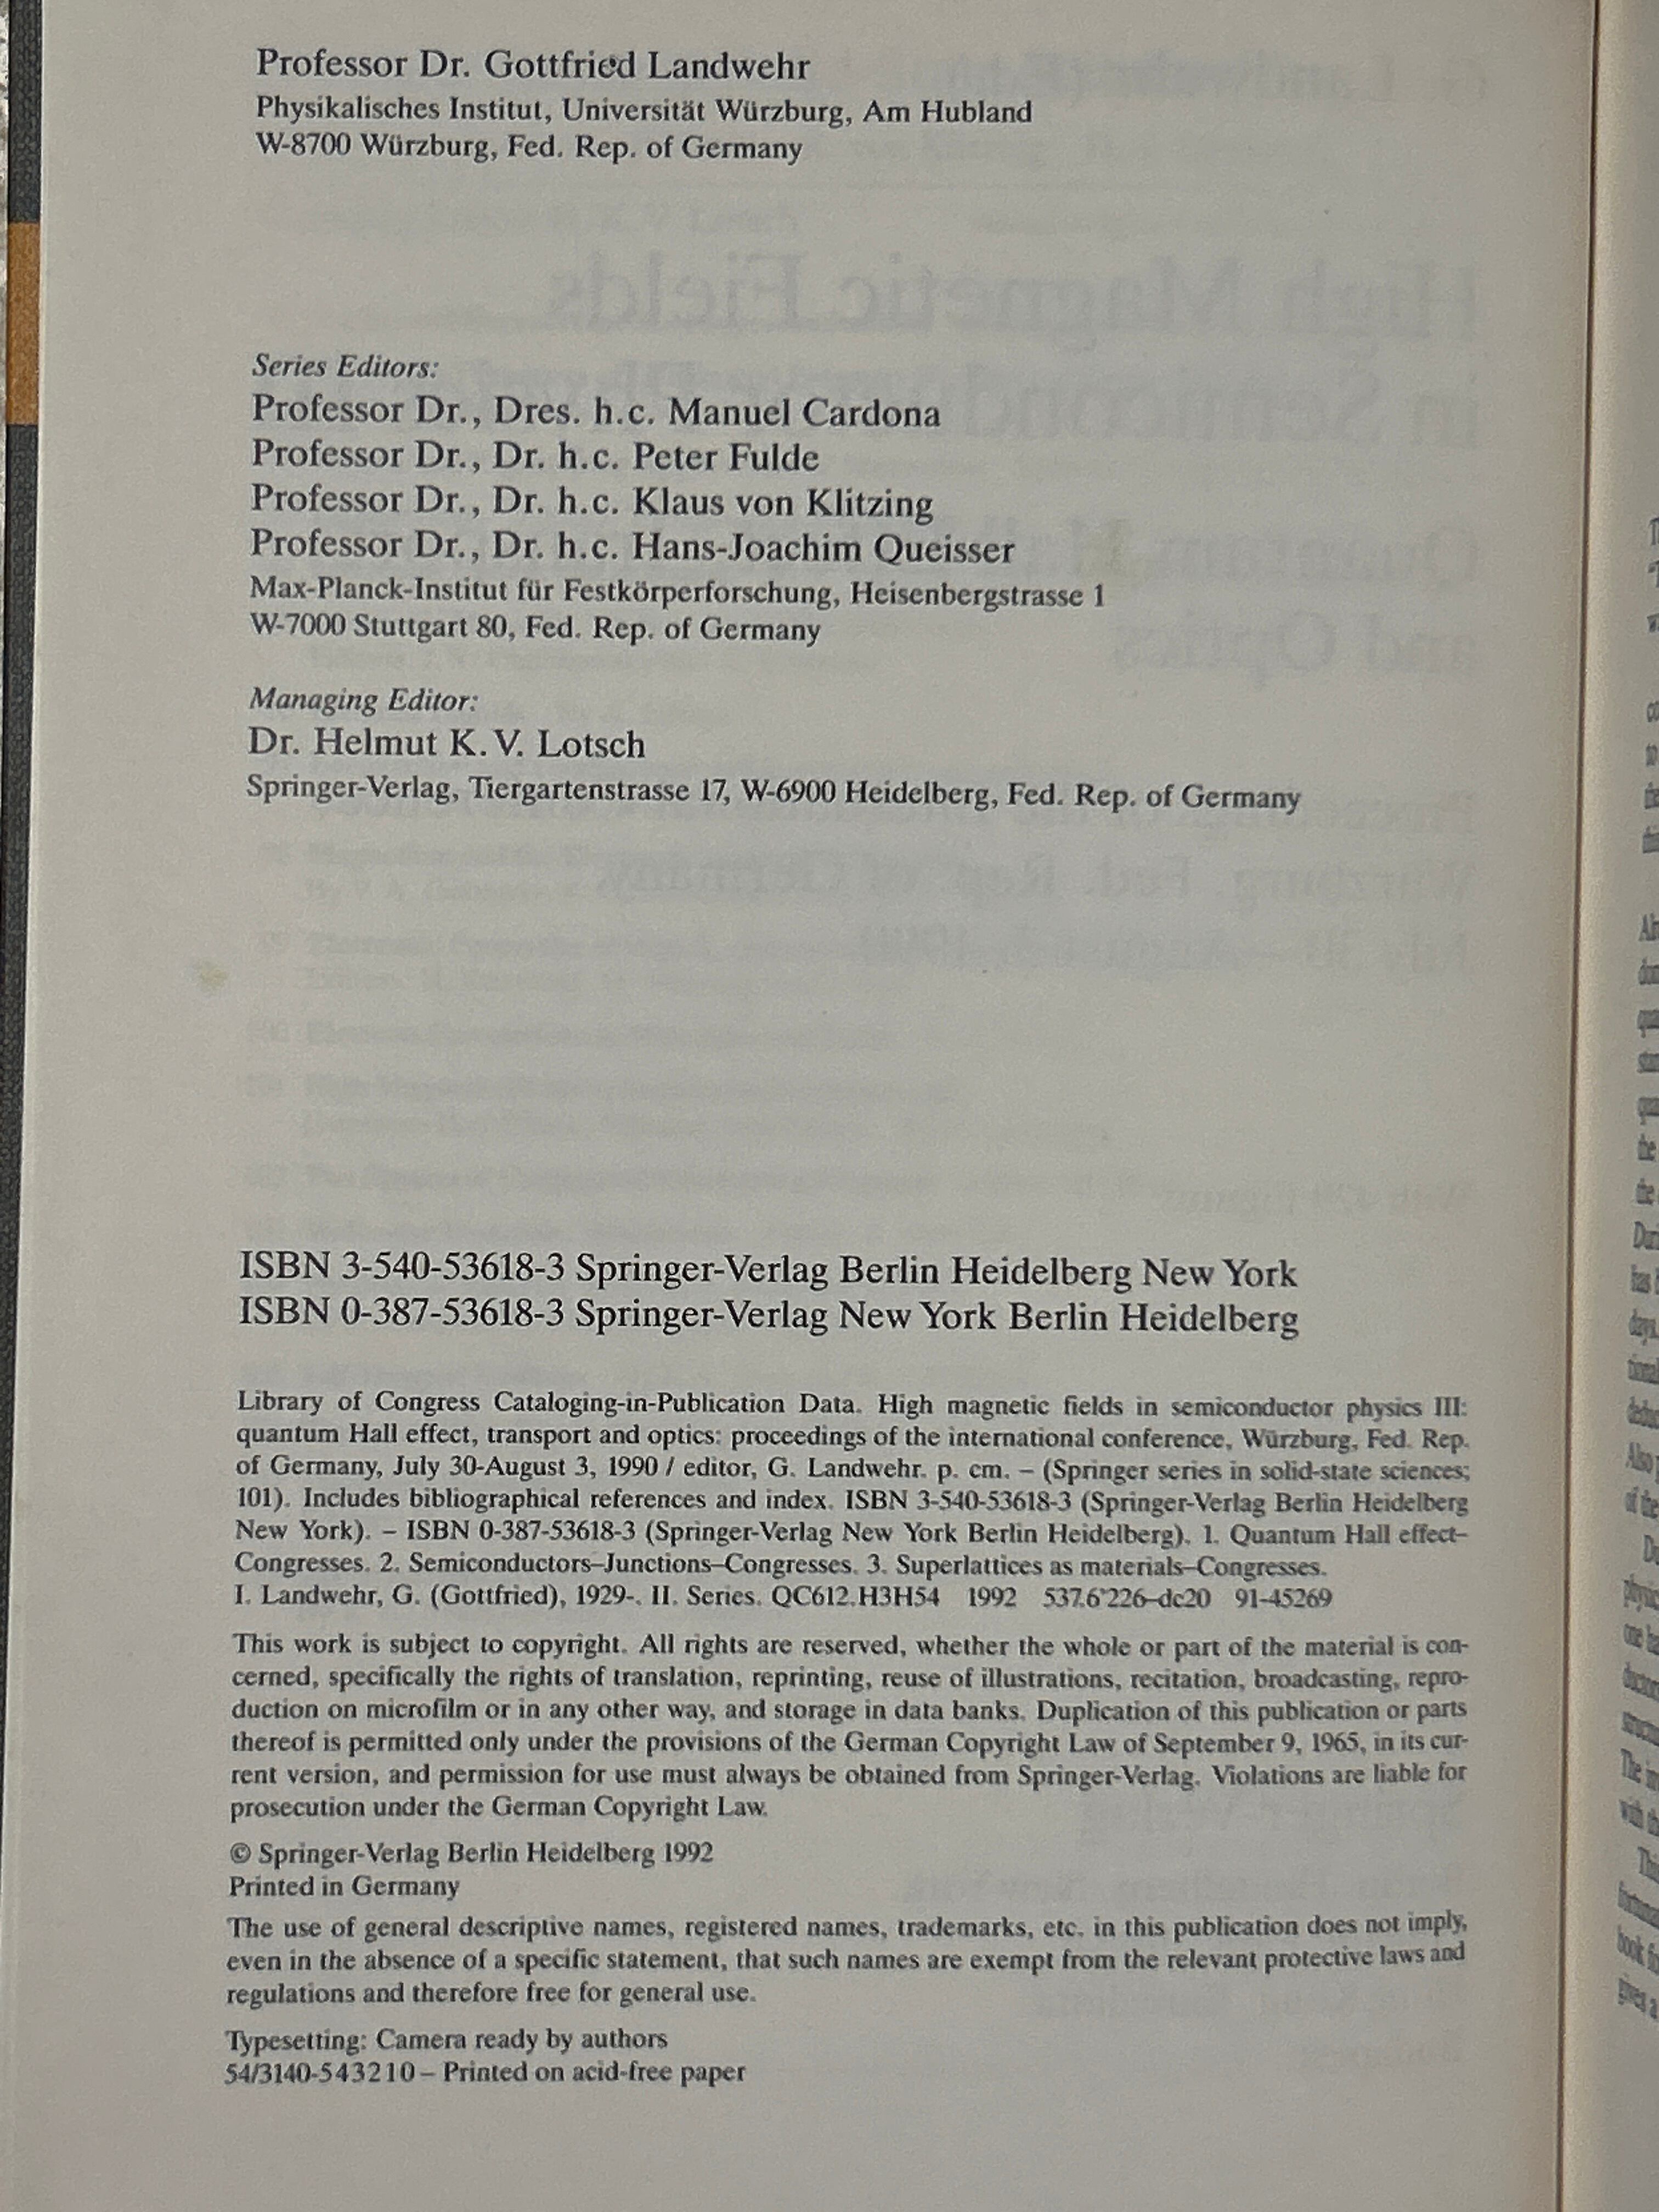 Professor Dr. Gottfried Landwehr
Physikalisches Institut, Universität Würzburg, Am Hubland
W-8700 Würzburg, Fed. Rep. of Germany
Series Editors:
Professor Dr., Dres. h.c. Manuel Cardona
Professor Dr., Dr. h.c. Peter Fulde
Professor Dr., Dr. h.c. Klaus von Klitzing
Professor Dr., Dr. h.c. Hans-Joachim Queisser
Max-Planck-Institut für Festkörperforschung, Heisenbergstrasse 1
W-7000 Stuttgart 80, Fed. Rep. of Germany
Managing Editor:
Dr. Helmut K. V. Lotsch
Springer-Verlag, Tiergartenstrasse 17, W-6900 Heidelberg, Fed. Rep. of Germany
ISBN 3-540-53618-3 Springer-Verlag Berlin Heidelberg New York
ISBN 0-387-53618-3 Springer-Verlag New York Berlin Heidelberg
Library of Congress Cataloging-in-Publication Data. High magnetic fields in semiconductor physics III:
quantum Hall effect, transport and optics: proceedings of the international conference, Würzburg, Fed. Rep.
of Germany, July 30-August 3, 1990 / editor, G. Landwehr. p. cm. – (Springer series in solid-state sciences;
101). Includes bibliographical references and index. ISBN 3-540-53618-3 (Springer-Verlag Berlin Heidelberg
New York). – ISBN 0-387-53618-3 (Springer-Verlag New York Berlin Heidelberg). 1. Quantum Hall effect–
Congresses. 2. Semiconductors–Junctions–Congresses. 3. Superlattices as materials–Congresses.
I. Landwehr, G. (Gottfried), 1929-. II. Series. QC612.H3H54 1992 537.6'226–dc20 91-45269
This work is subject to copyright. All rights are reserved, whether the whole or part of the material is con-
cerned, specifically the rights of translation, reprinting, reuse of illustrations, recitation, broadcasting, repro-
duction on microfilm or in any other way, and storage in data banks. Duplication of this publication or parts
thereof is permitted only under the provisions of the German Copyright Law of September 9, 1965, in its cur-
rent version, and permission for use must always be obtained from Springer-Verlag. Violations are liable for
prosecution under the German Copyright Law.
© Springer-Verlag Berlin Heidelberg 1992
Printed in Germany
The use of general descriptive names, registered names, trademarks, etc. in this publication does not imply,
even in the absence of a specific statement, that such names are exempt from the relevant protective laws and
regulations and therefore free for general use.
Typesetting: Camera ready by authors
54/3140-543210 – Printed on acid-free paper